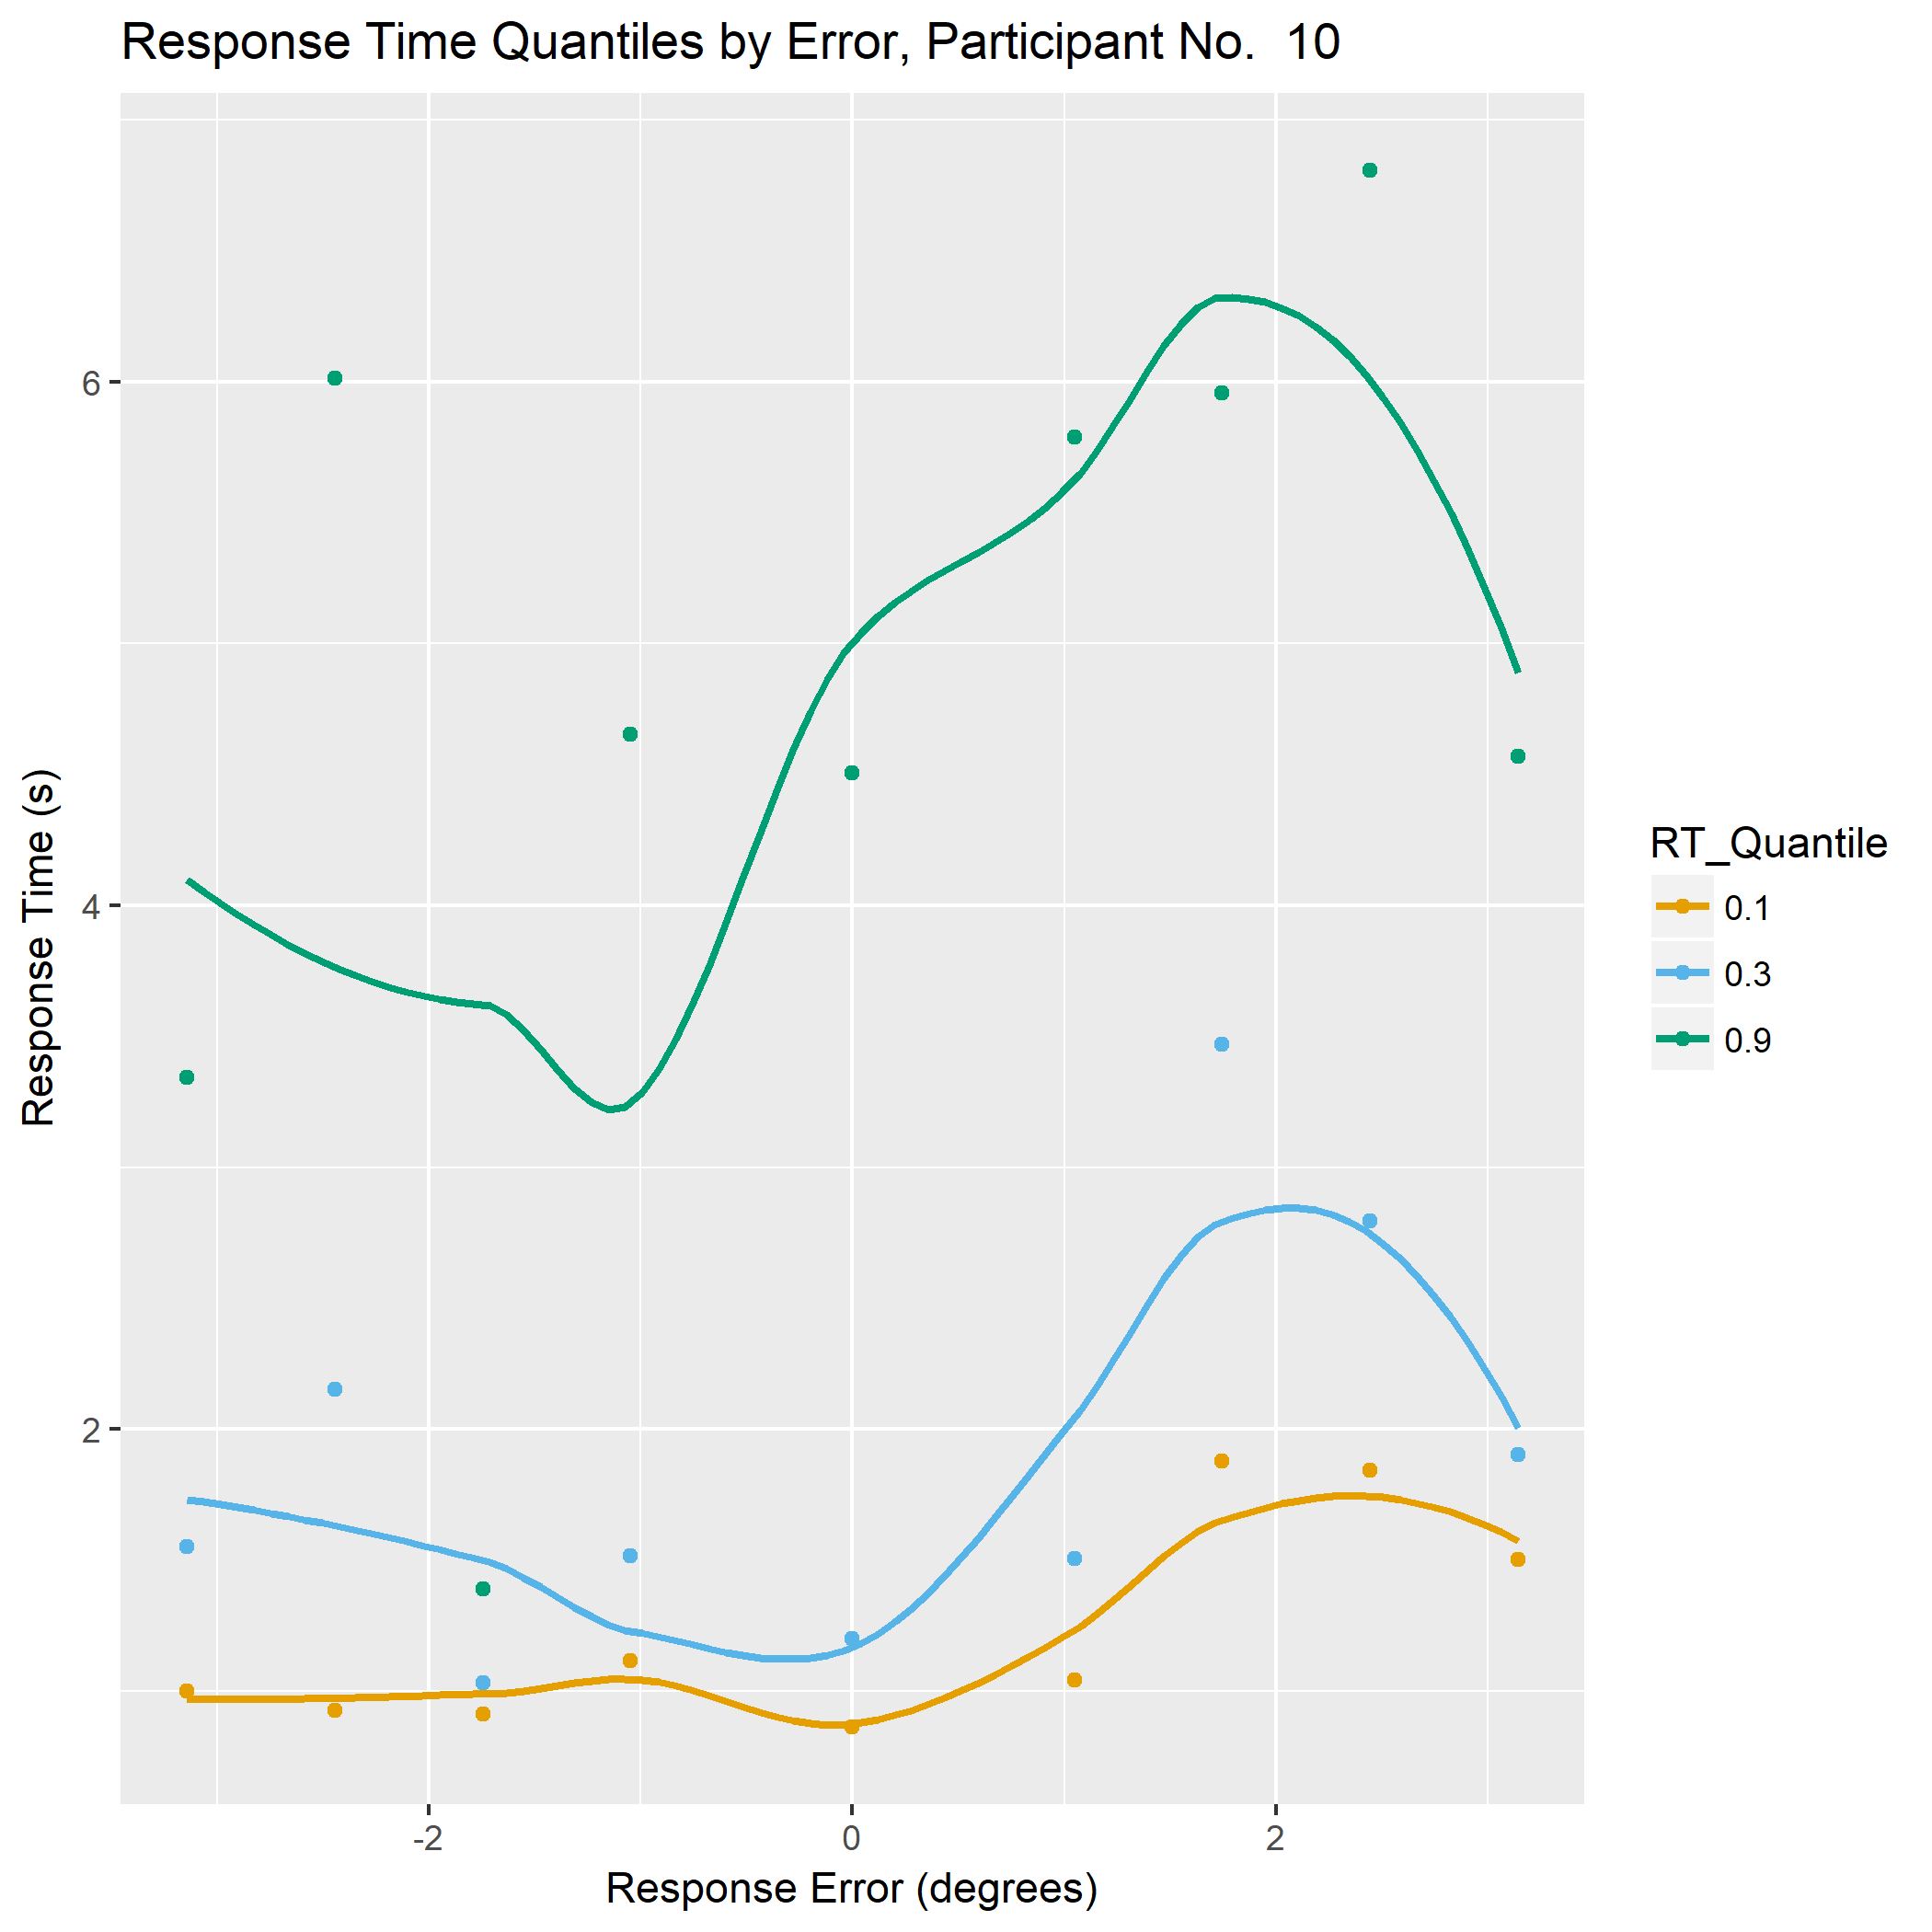 Response Time Quantiles by Error, Participant No.  10
Response Time (s)
6
4
2
-2
0
2
Response Error (degrees)
RT_Quantile
0.1
0.3
0.9